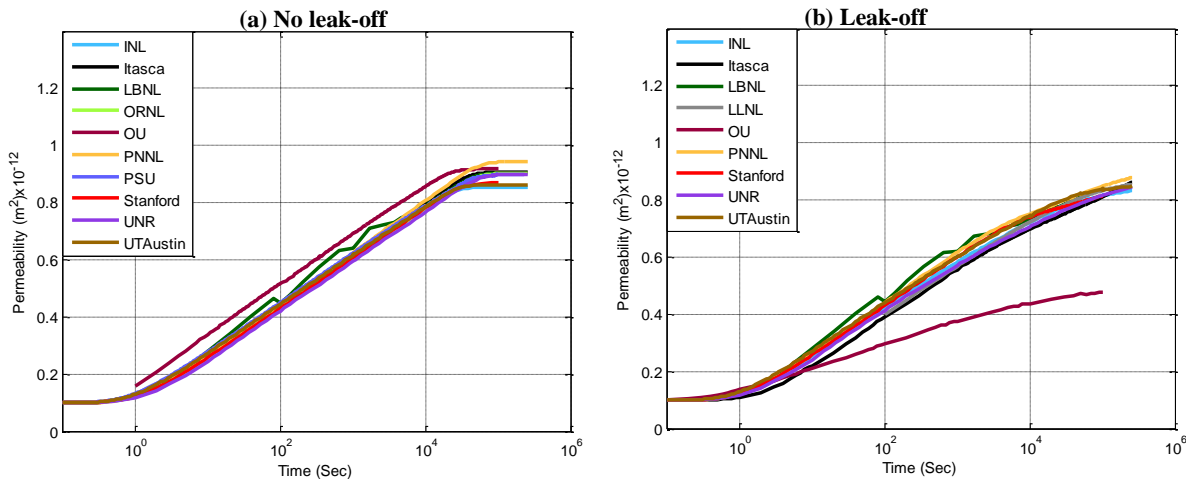 (a) No leak-off
INL
Itasca
LBNL
ORNL
OU
PNNL
PSU
Stanford
UNR
UTAustin
1.2
1
0.8
0.6
0.4
0.2
0
Permeability (m²)x10⁻¹²
10⁰
10²
10⁴
10⁶
Time (Sec)
(b) Leak-off
INL
Itasca
LBNL
LLNL
OU
PNNL
Stanford
UNR
UTAustin
1.2
1
0.8
0.6
0.4
0.2
0
Permeability (m²)x10⁻¹²
10⁰
10²
10⁴
10⁶
Time (Sec)